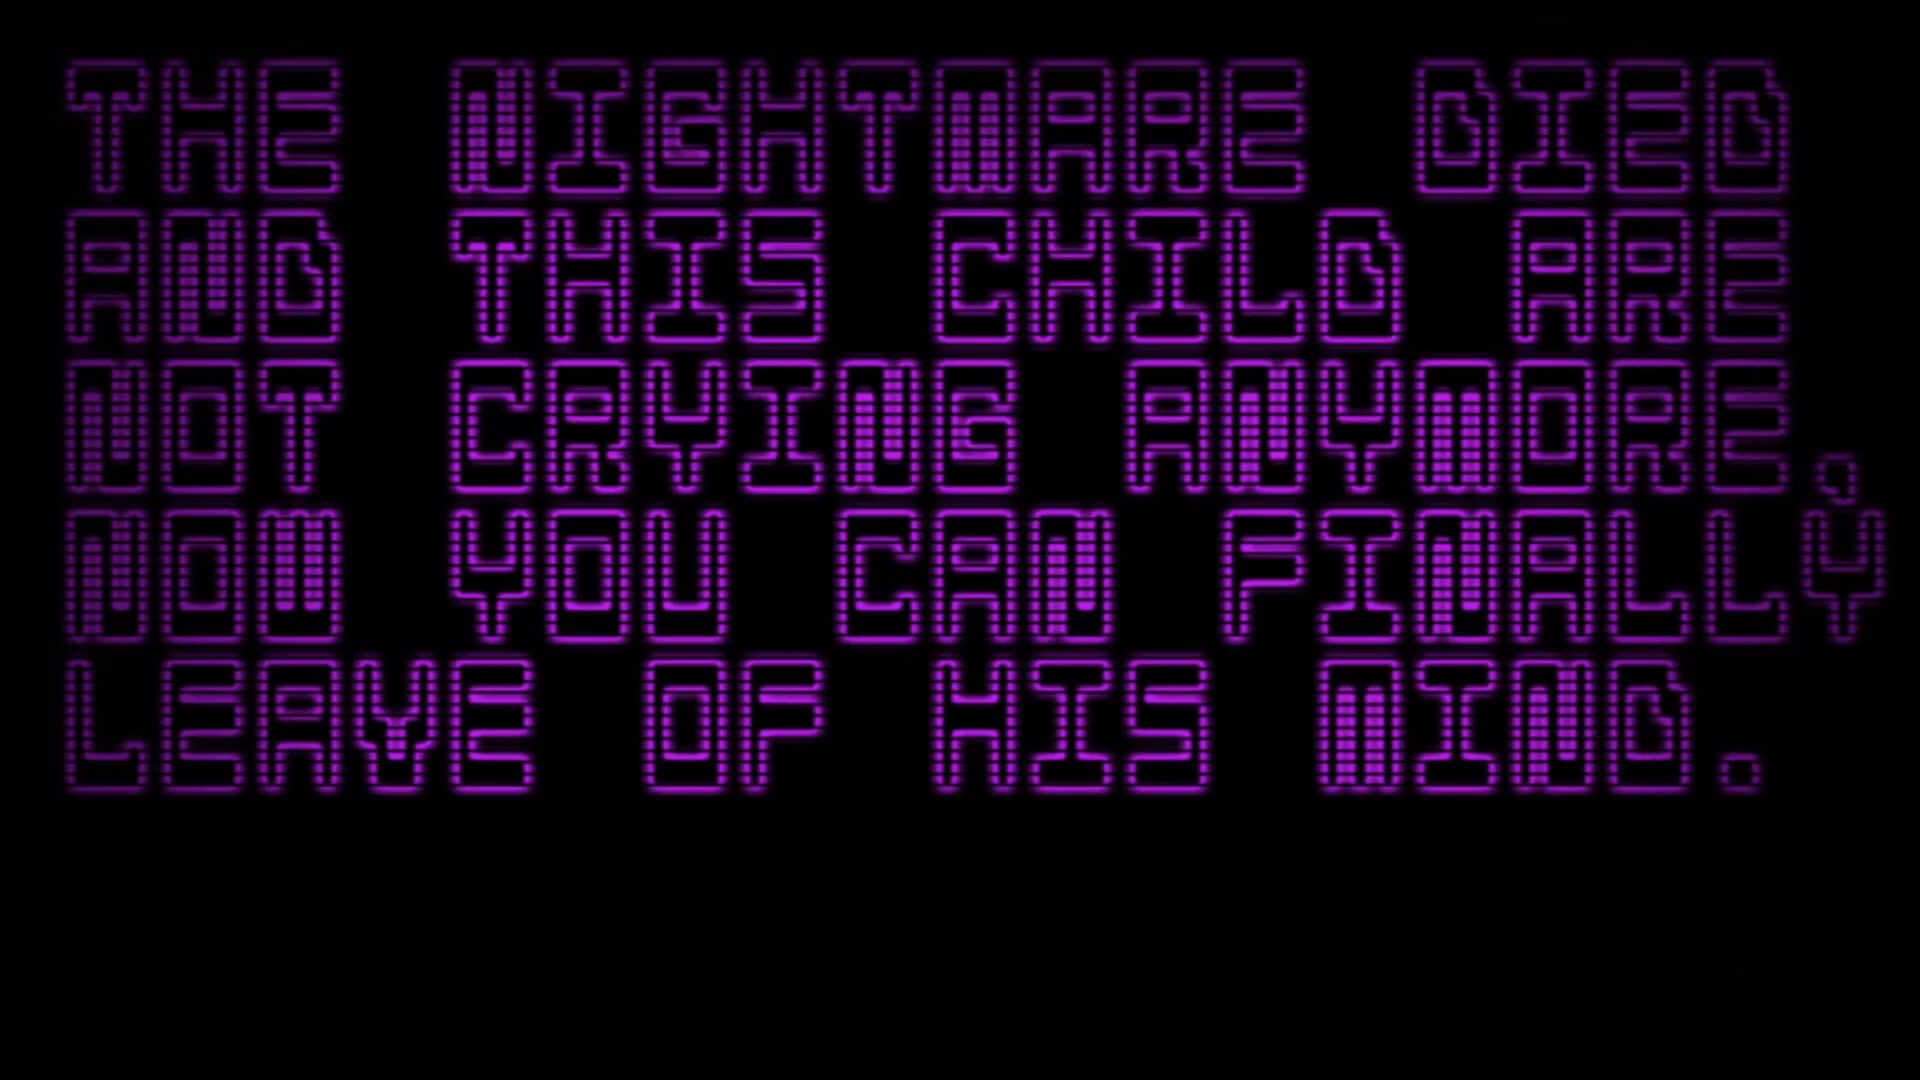 THE NIGHTMARE DIED
AND THIS CHILD ARE
NOT CRYING ANYMORE,
NOW YOU CAN FINALLY
LEAVE OF HIS MIND.